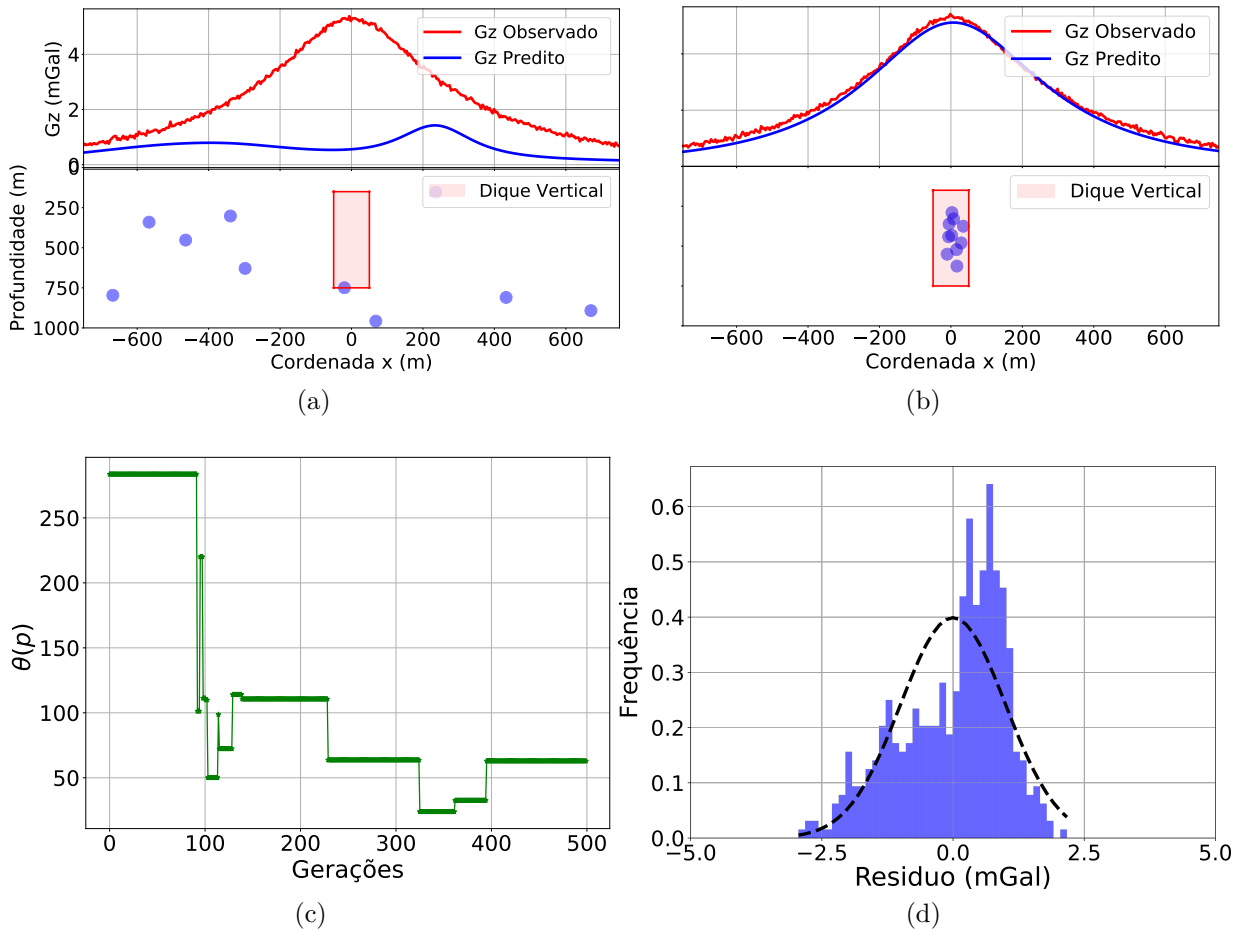 Gz Observado
Gz Predito
Gz (mGal)
4
2
0
0
Dique Vertical
Profundidade (m)
250
500
750
1000
−600 −400 −200 0 200 400 600
Cordenada x (m)
(a)
Gz Observado
Gz Predito
Dique Vertical
−600 −400 −200 0 200 400 600
Cordenada x (m)
(b)
θ(p)
250
200
150
100
50
0 100 200 300 400 500
Gerações
(c)
Frequência
0.6
0.5
0.4
0.3
0.2
0.1
0.0
−5.0 −2.5 0.0 2.5 5.0
Residuo (mGal)
(d)